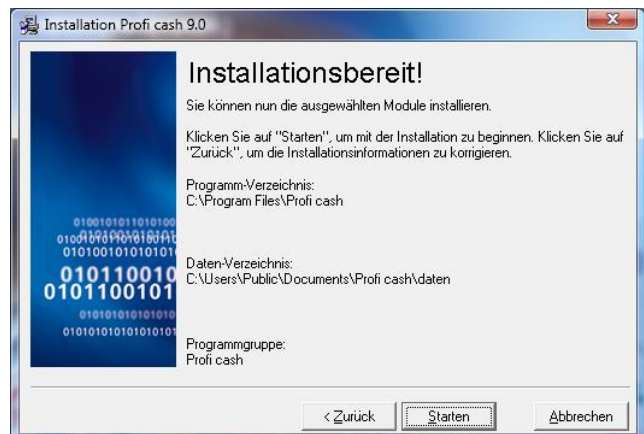 Installation Profi cash 9.0
Installationsbereit!
Sie können nun die ausgewählten Module installieren.
Klicken Sie auf "Starten", um mit der Installation zu beginnen. Klicken Sie auf
"Zurück", um die Installationsinformationen zu korrigieren.
Programm-Verzeichnis:
C:\Program Files\Profi cash
Daten-Verzeichnis:
C:\Users\Public\Documents\Profi cash\daten
Programmgruppe:
Profi cash
010110010
0101100101
< Zurück
Starten
Abbrechen